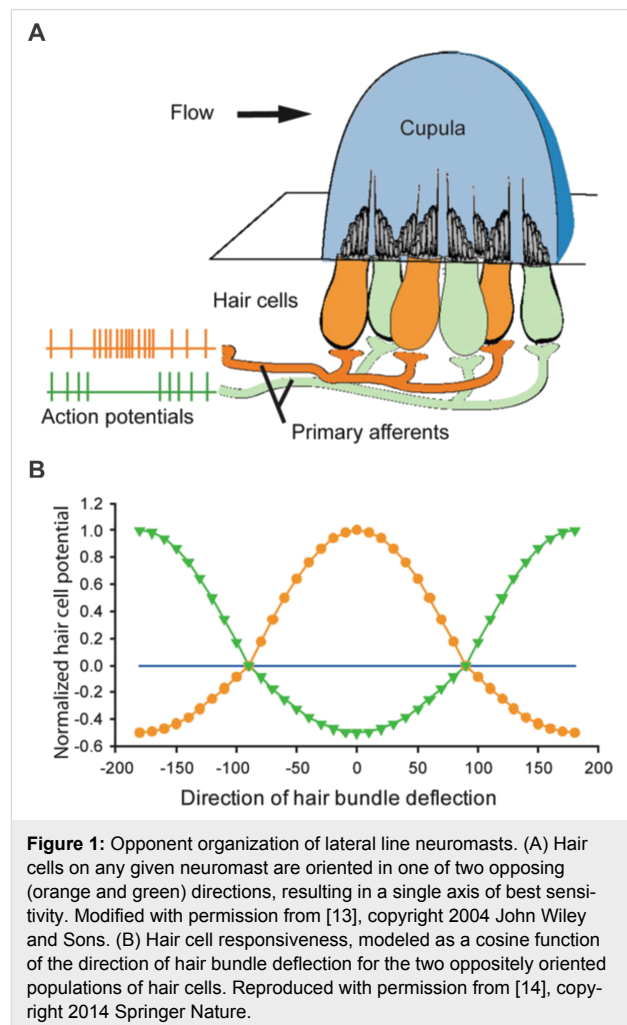 A
Flow
Cupula
Hair cells
Action potentials
Primary afferents
B
1.2
1.0
0.8
0.6
0.4
0.2
0.0
-0.2
-0.4
-0.6
Normalized hair cell potential
-200 -150 -100 -50 0 50 100 150 200
Direction of hair bundle deflection
Figure 1: Opponent organization of lateral line neuromasts. (A) Hair
cells on any given neuromast are oriented in one of two opposing
(orange and green) directions, resulting in a single axis of best sensi-
tivity. Modified with permission from [13], copyright 2004 John Wiley
and Sons. (B) Hair cell responsiveness, modeled as a cosine function
of the direction of hair bundle deflection for the two oppositely oriented
populations of hair cells. Reproduced with permission from [14], copy-
right 2014 Springer Nature.